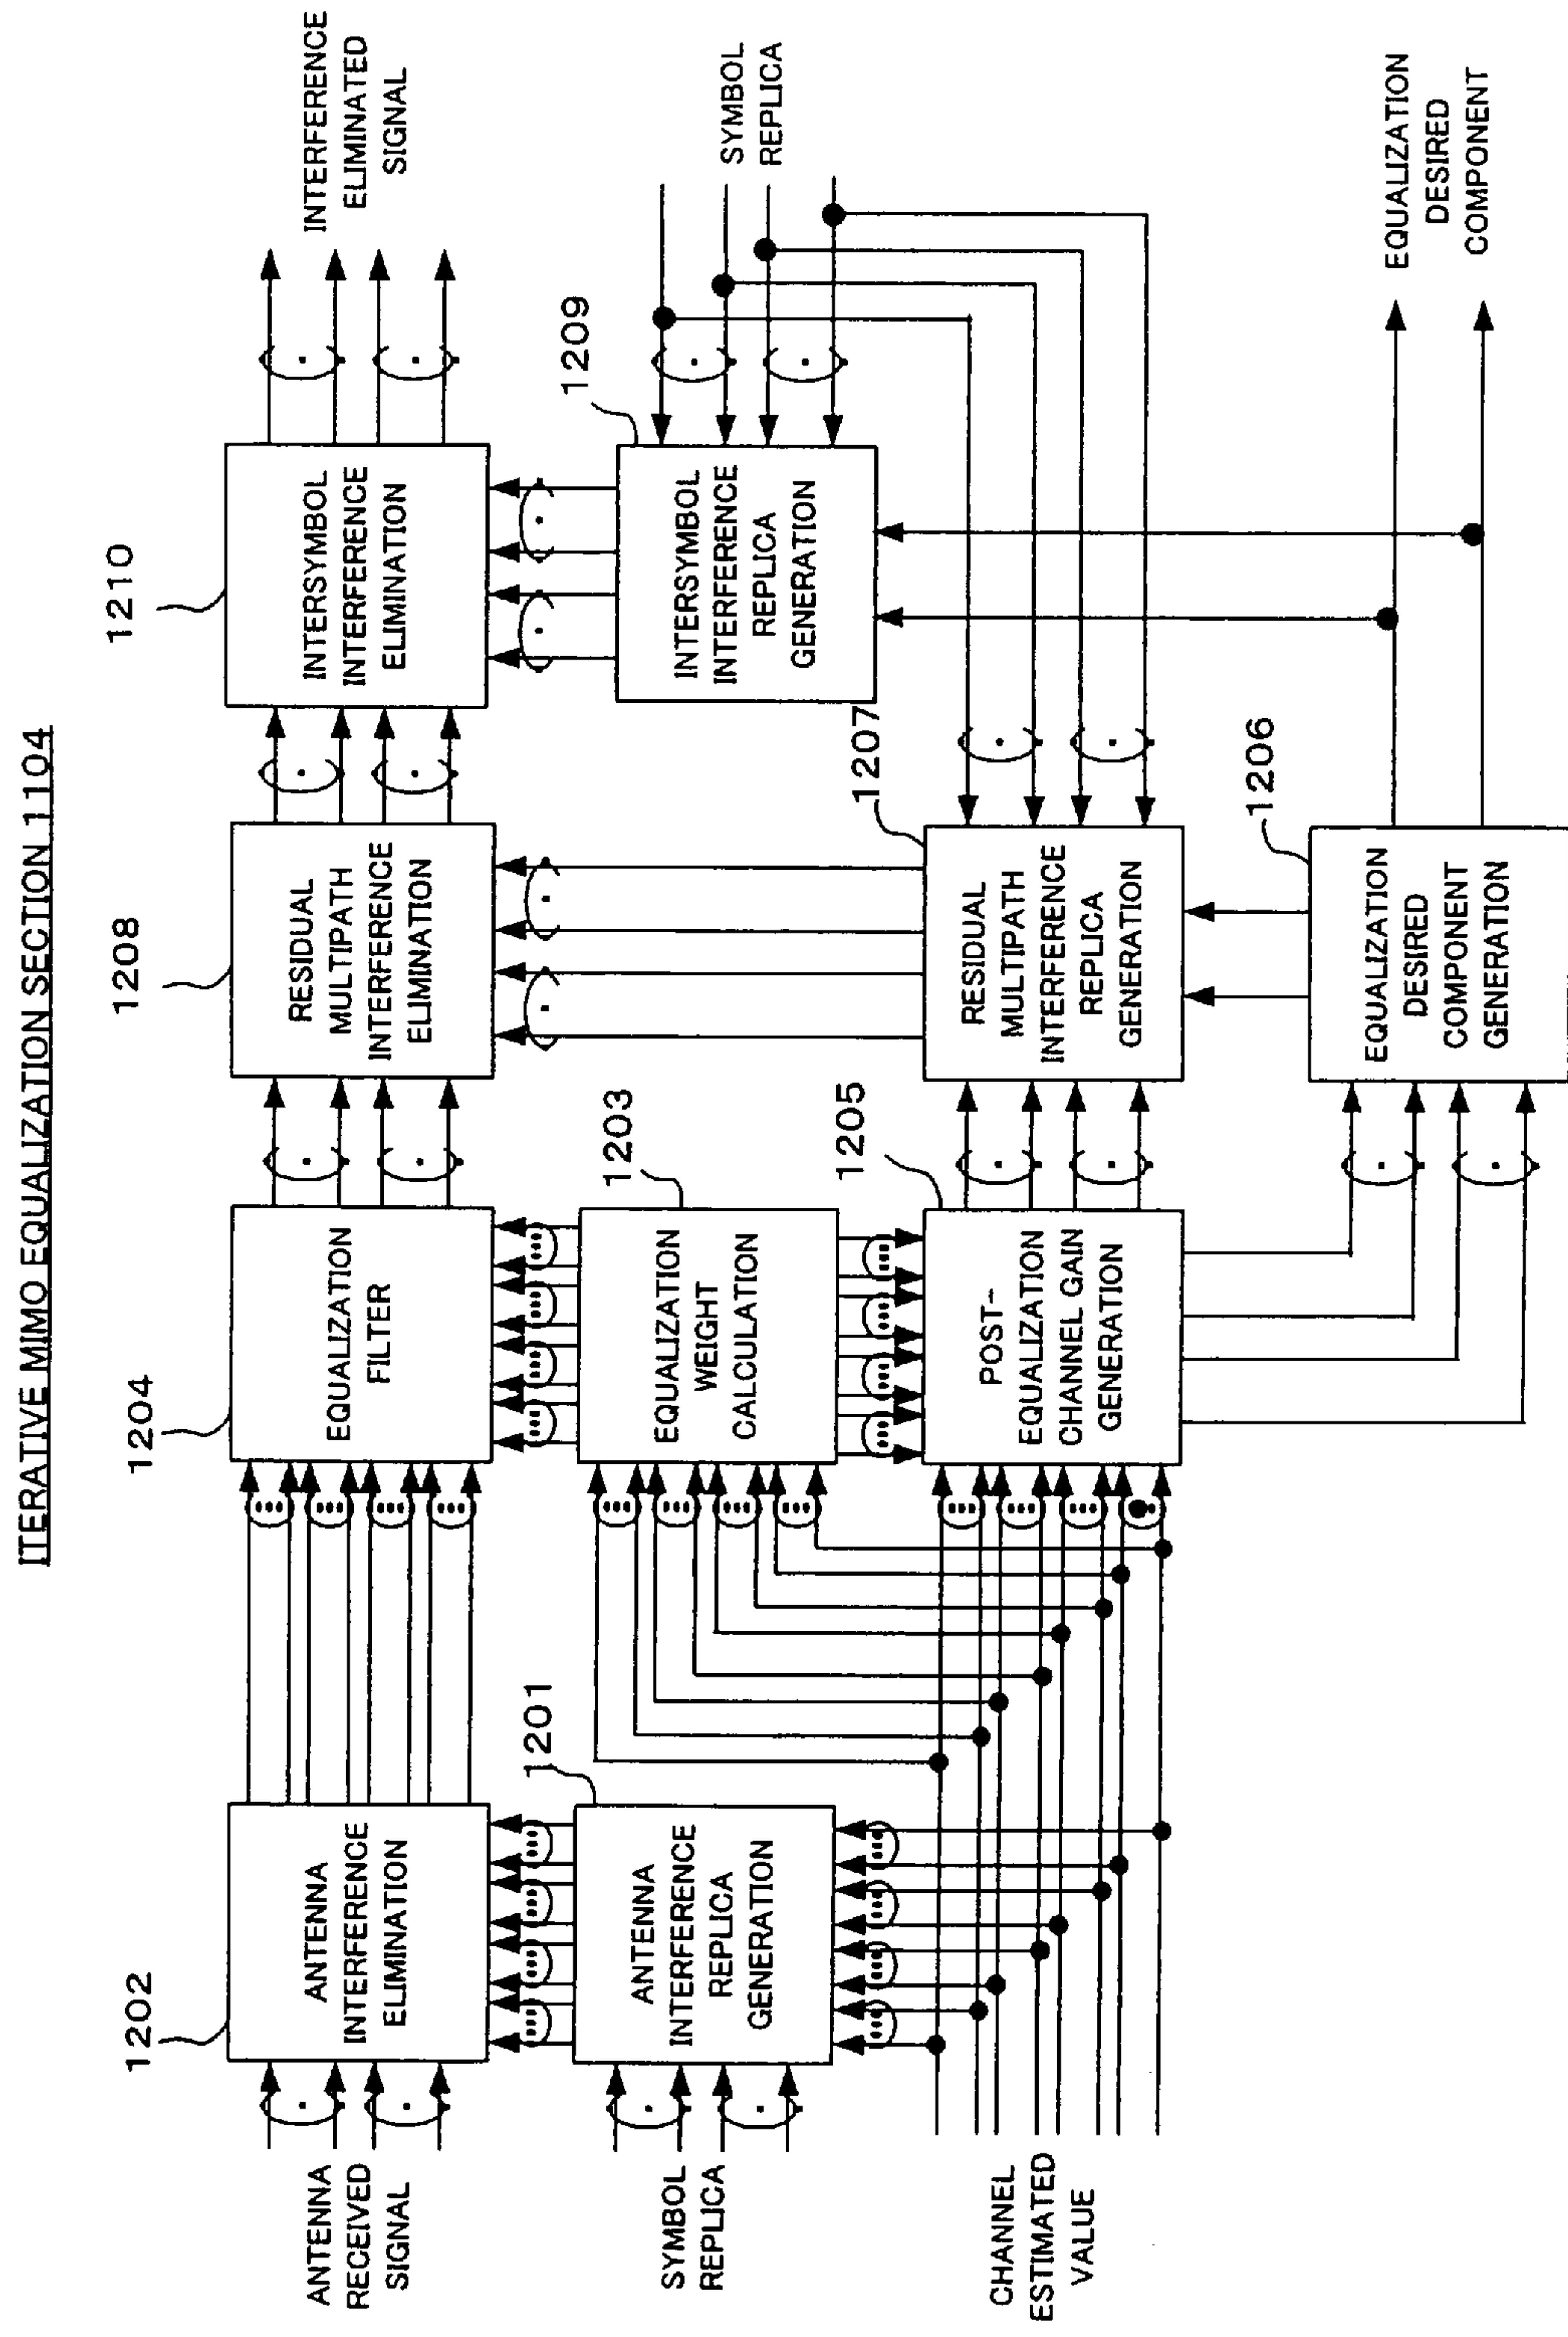 ITERATIVE MIMO EQUALIZATION SECTION 1104
1202
ANTENNA
INTERFERENCE
ELIMINATION
1204
EQUALIZATION
FILTER
1208
RESIDUAL
MULTIPATH
INTERFERENCE
ELIMINATION
1210
INTERSYMBOL
INTERFERENCE
ELIMINATION
INTERFERENCE
ELIMINATED
SIGNAL
ANTENNA
RECEIVED
SIGNAL
1201
ANTENNA
INTERFERENCE
REPLICA
GENERATION
1203
EQUALIZATION
WEIGHT
CALCULATION
1209
INTERSYMBOL
INTERFERENCE
REPLICA
GENERATION
SYMBOL
REPLICA
SYMBOL
REPLICA
1205
POST-
EQUALIZATION
CHANNEL GAIN
GENERATION
1207
RESIDUAL
MULTIPATH
INTERFERENCE
REPLICA
GENERATION
CHANNEL
ESTIMATED
VALUE
1206
EQUALIZATION
DESIRED
COMPONENT
GENERATION
EQUALIZATION
DESIRED
COMPONENT